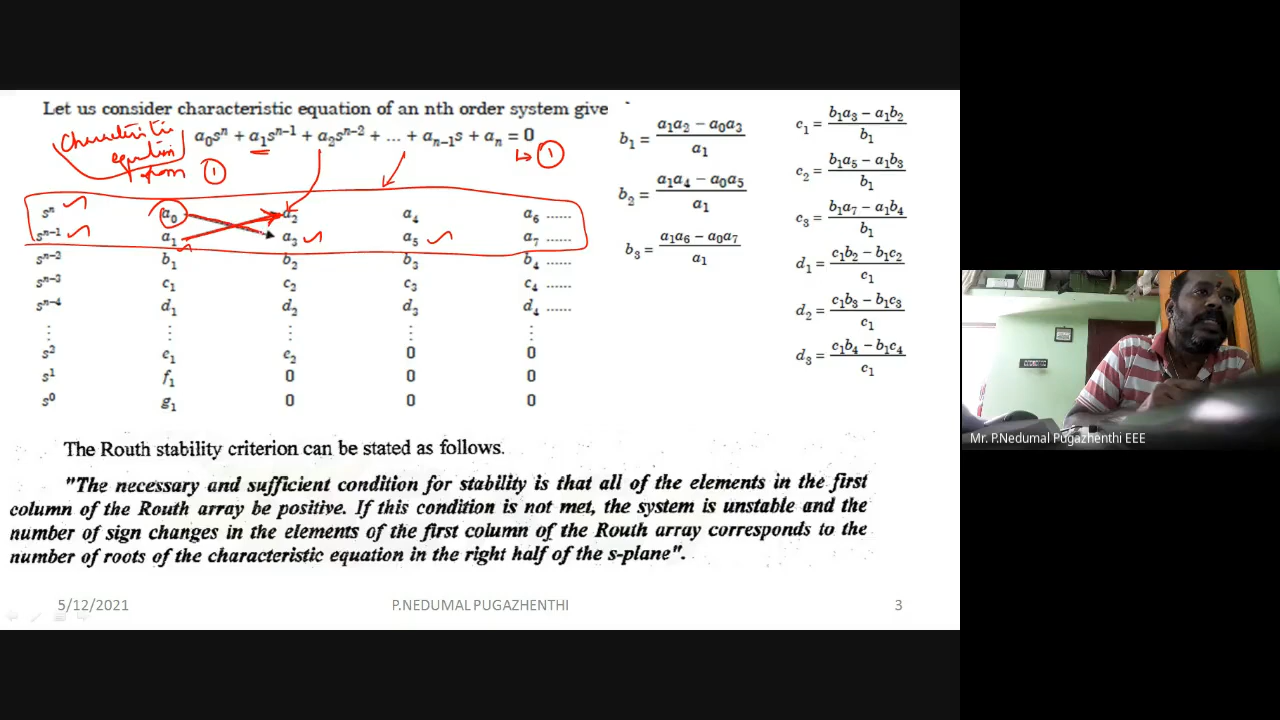 Let us consider characteristic equation of an nth order system give
a₀sⁿ + a₁sⁿ⁻¹ + a₂sⁿ⁻² + ... + aₙ₋₁s + aₙ = 0
Characteristic
equation
from ①
↳ ①
sⁿ a₀ a₂ a₄ a₆ ......
sⁿ⁻¹ a₁ a₃ a₅ a₇ ......
sⁿ⁻² b₁ b₂ b₃ b₄ ......
sⁿ⁻³ c₁ c₂ c₃ c₄ ......
sⁿ⁻⁴ d₁ d₂ d₃ d₄ ......
⋮ ⋮ ⋮ ⋮ ⋮
s² e₁ e₂ 0 0
s¹ f₁ 0 0 0
s⁰ g₁ 0 0 0
b₁ = (a₁a₂ − a₀a₃) / a₁
b₂ = (a₁a₄ − a₀a₅) / a₁
b₃ = (a₁a₆ − a₀a₇) / a₁
c₁ = (b₁a₃ − a₁b₂) / b₁
c₂ = (b₁a₅ − a₁b₃) / b₁
c₃ = (b₁a₇ − a₁b₄) / b₁
d₁ = (c₁b₂ − b₁c₂) / c₁
d₂ = (c₁b₃ − b₁c₃) / c₁
d₃ = (c₁b₄ − b₁c₄) / c₁
The Routh stability criterion can be stated as follows.
"The necessary and sufficient condition for stability is that all of the elements in the first
column of the Routh array be positive. If this condition is not met, the system is unstable and the
number of sign changes in the elements of the first column of the Routh array corresponds to the
number of roots of the characteristic equation in the right half of the s-plane".
5/12/2021
P.NEDUMAL PUGAZHENTHI
3
Mr. P.Nedumal Pugazhenthi EEE